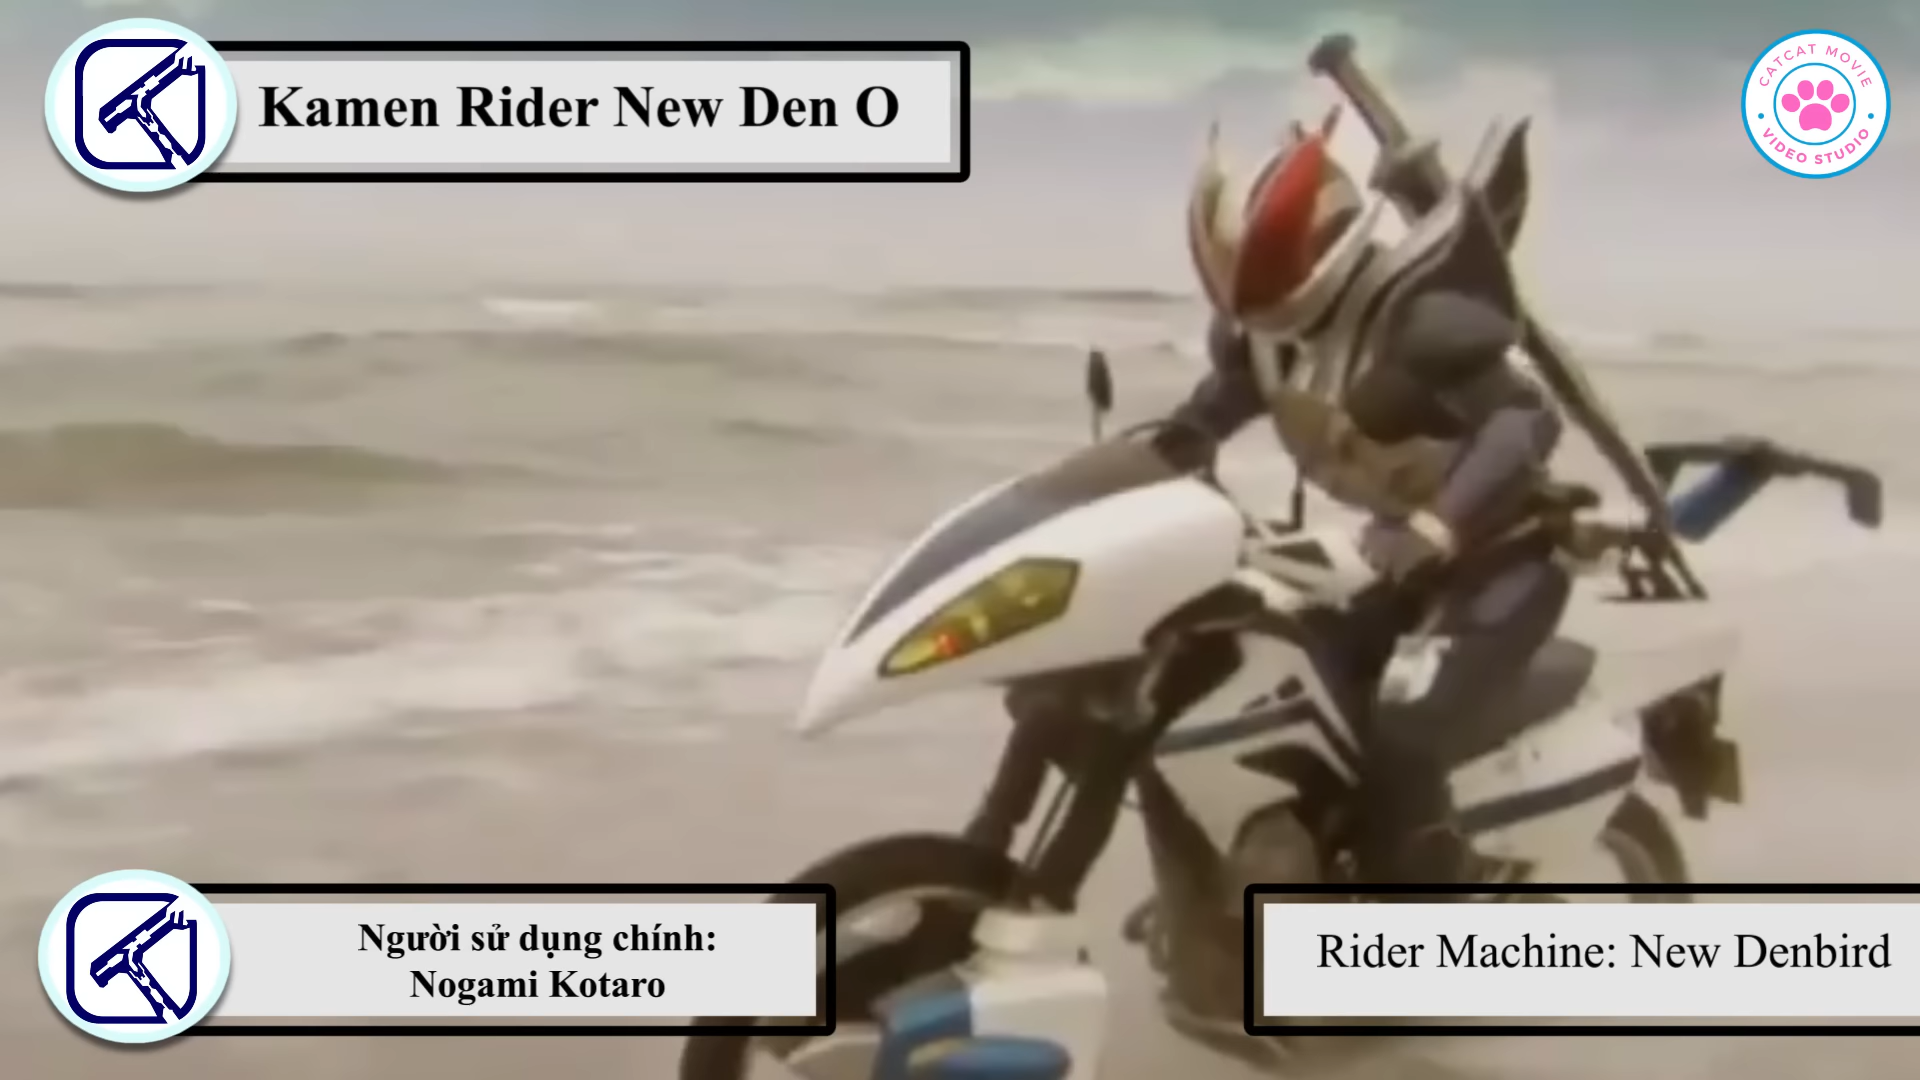 Kamen Rider New Den O
CATCAT MOVIE
VIDEO STUDIO
Người sử dụng chính:
Nogami Kotaro
Rider Machine: New Denbird